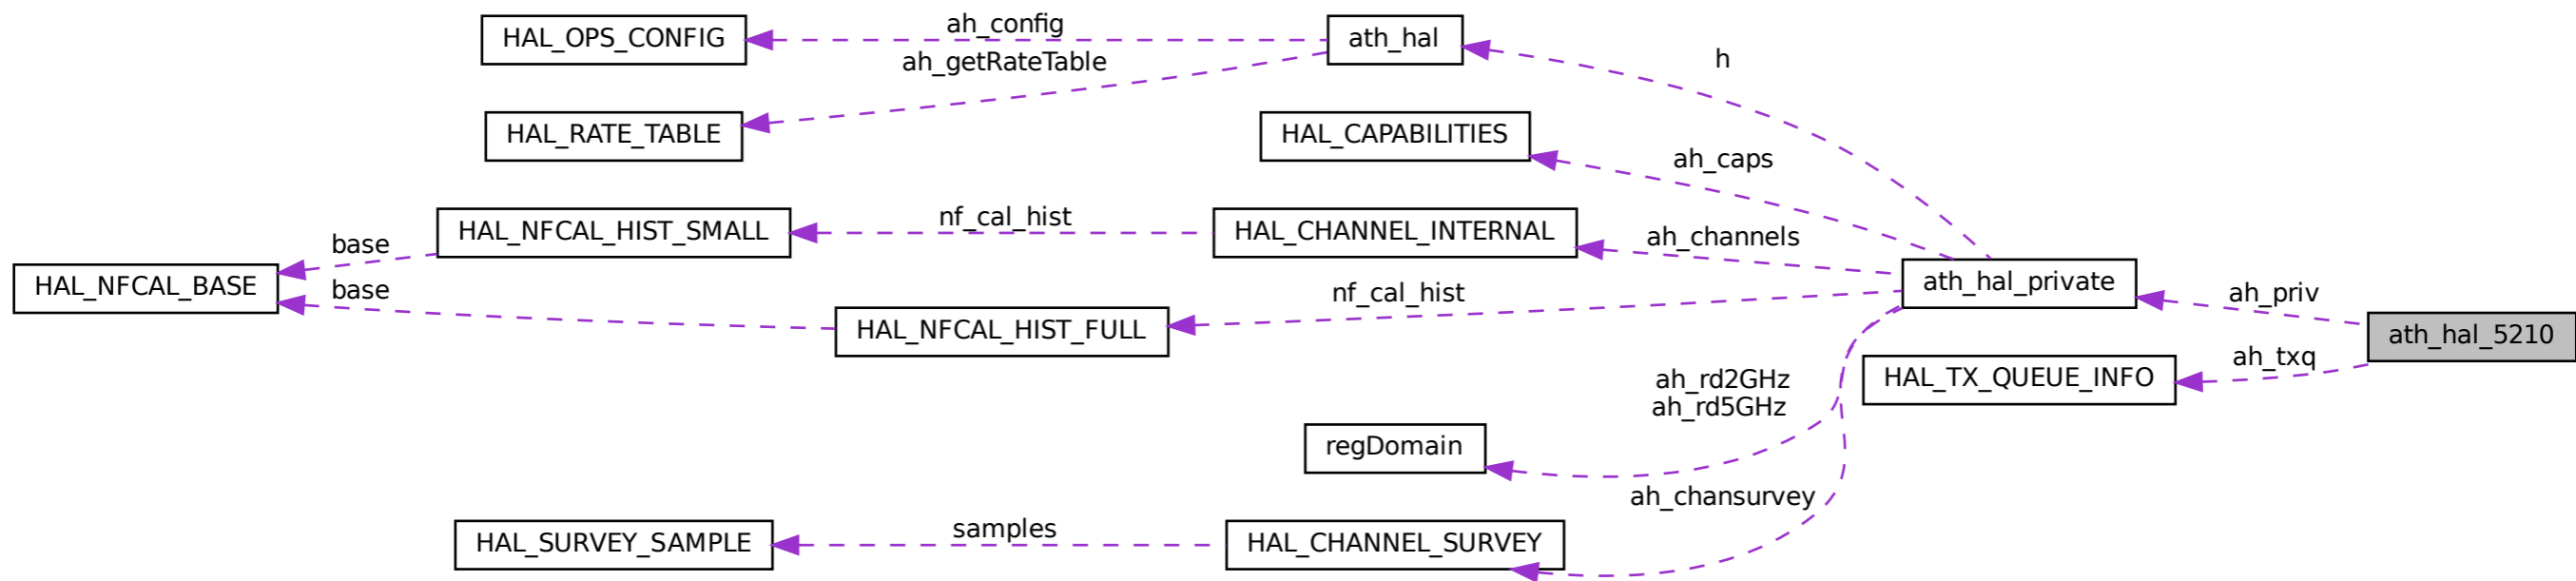 HAL_OPS_CONFIG
ah_config
ath_hal
ah_getRateTable
h
HAL_RATE_TABLE
HAL_CAPABILITIES
ah_caps
HAL_NFCAL_HIST_SMALL
nf_cal_hist
HAL_CHANNEL_INTERNAL
ah_channels
base
HAL_NFCAL_BASE
base
HAL_NFCAL_HIST_FULL
nf_cal_hist
ath_hal_private
ah_priv
ath_hal_5210
ah_txq
HAL_TX_QUEUE_INFO
ah_rd2GHz
ah_rd5GHz
regDomain
ah_chansurvey
HAL_SURVEY_SAMPLE
samples
HAL_CHANNEL_SURVEY